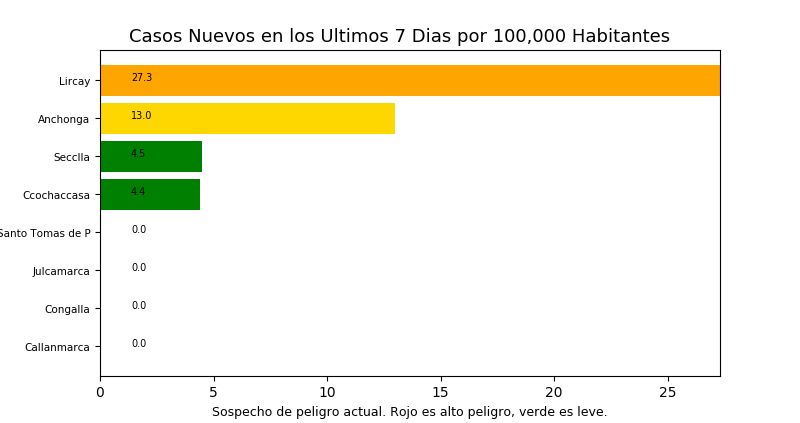 Casos Nuevos en los Ultimos 7 Dias por 100,000 Habitantes
Lircay 27.3
Anchonga 13.0
Secclla 4.5
Ccochaccasa 4.4
Santo Tomas de P 0.0
Julcamarca 0.0
Congalla 0.0
Callanmarca 0.0
0 5 10 15 20 25
Sospecho de peligro actual. Rojo es alto peligro, verde es leve.